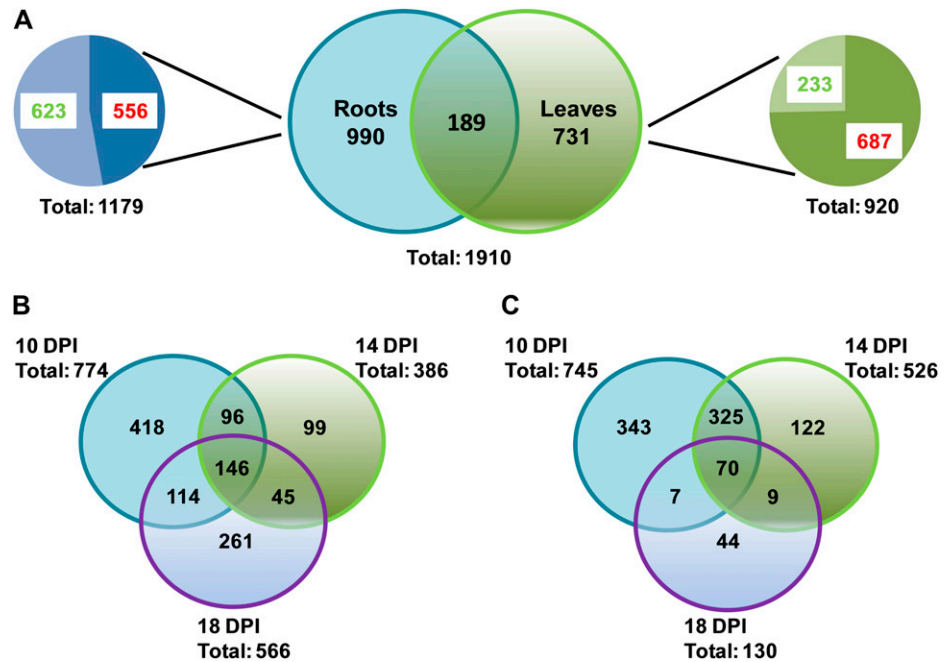 A
623
556
Total: 1179
Roots
990
189
Leaves
731
Total: 1910
233
687
Total: 920
B
10 DPI
Total: 774
14 DPI
Total: 386
418
96
99
146
114
45
261
18 DPI
Total: 566
C
10 DPI
Total: 745
14 DPI
Total: 526
343
325
122
70
7
9
44
18 DPI
Total: 130